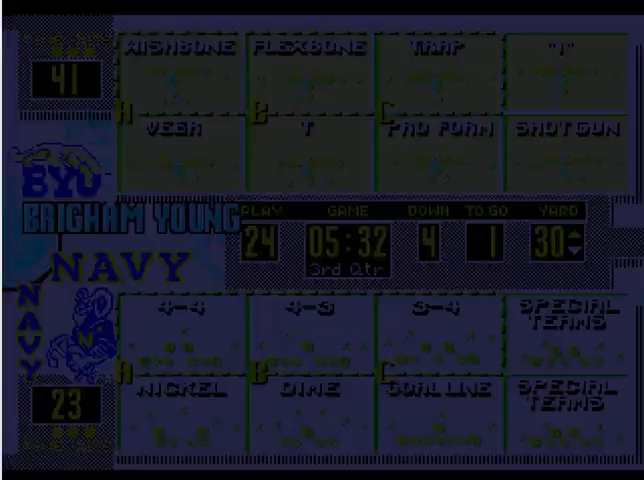 41
WISHBONE FLEXBONE TRAP "I"
A B C
VEER T PRO FORM SHOTGUN
BYU
BRIGHAM YOUNG
PLAY GAME DOWN TO GO YARD
24 05:32 4 1 30
3rd Qtr
NAVY
NAVY
N
4-4 4-3 3-4 SPECIAL TEAMS
A B C
NICKEL DIME GOAL LINE SPECIAL TEAMS
23